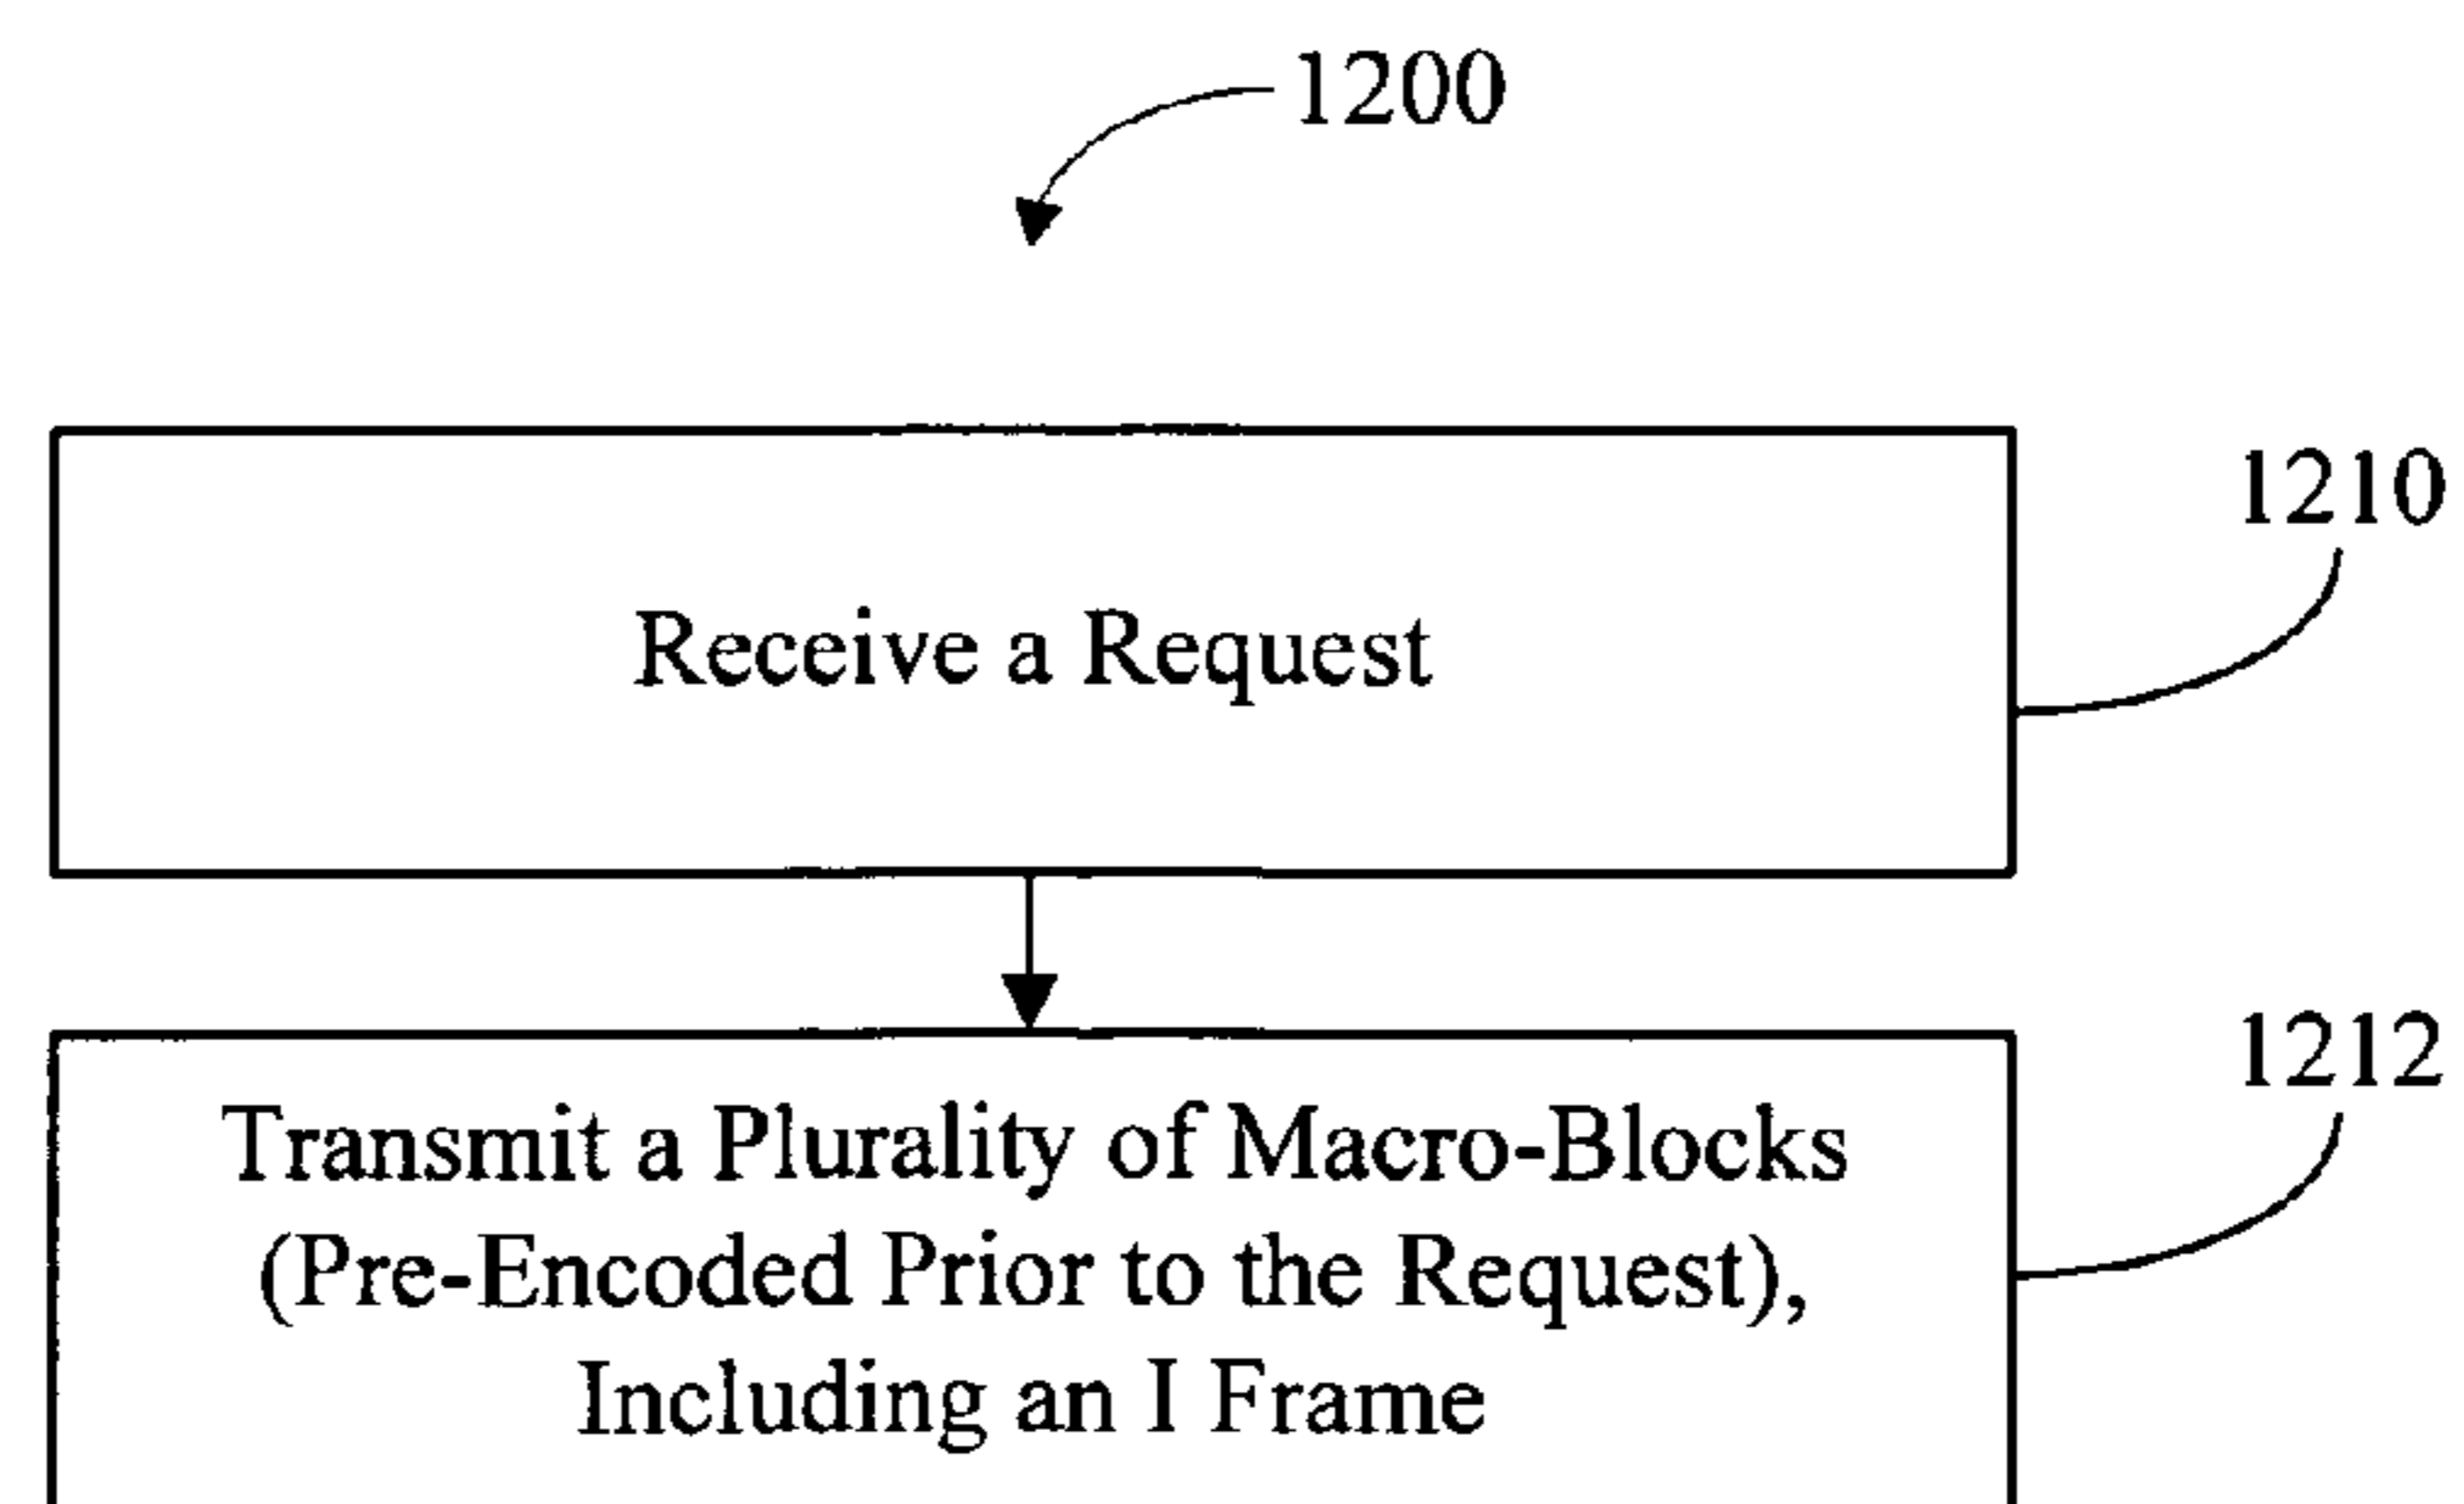 1200
1210
Receive a Request
1212
Transmit a Plurality of Macro-Blocks
(Pre-Encoded Prior to the Request),
Including an I Frame